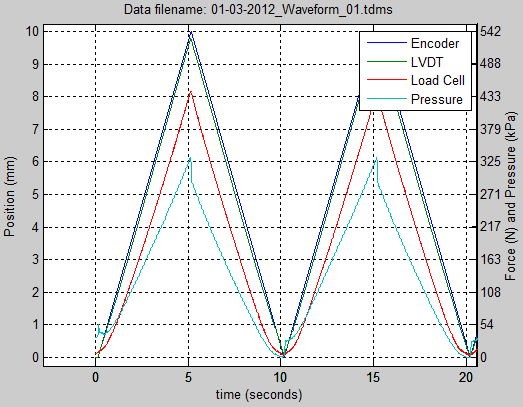 Data filename: 01-03-2012_Waveform_01.tdms
Encoder
LVDT
Load Cell
Pressure
10
9
8
7
6
5
4
3
2
1
0
Position (mm)
542
488
433
379
325
271
217
163
108
54
0
Force (N) and Pressure (kPa)
0 5 10 15 20
time (seconds)